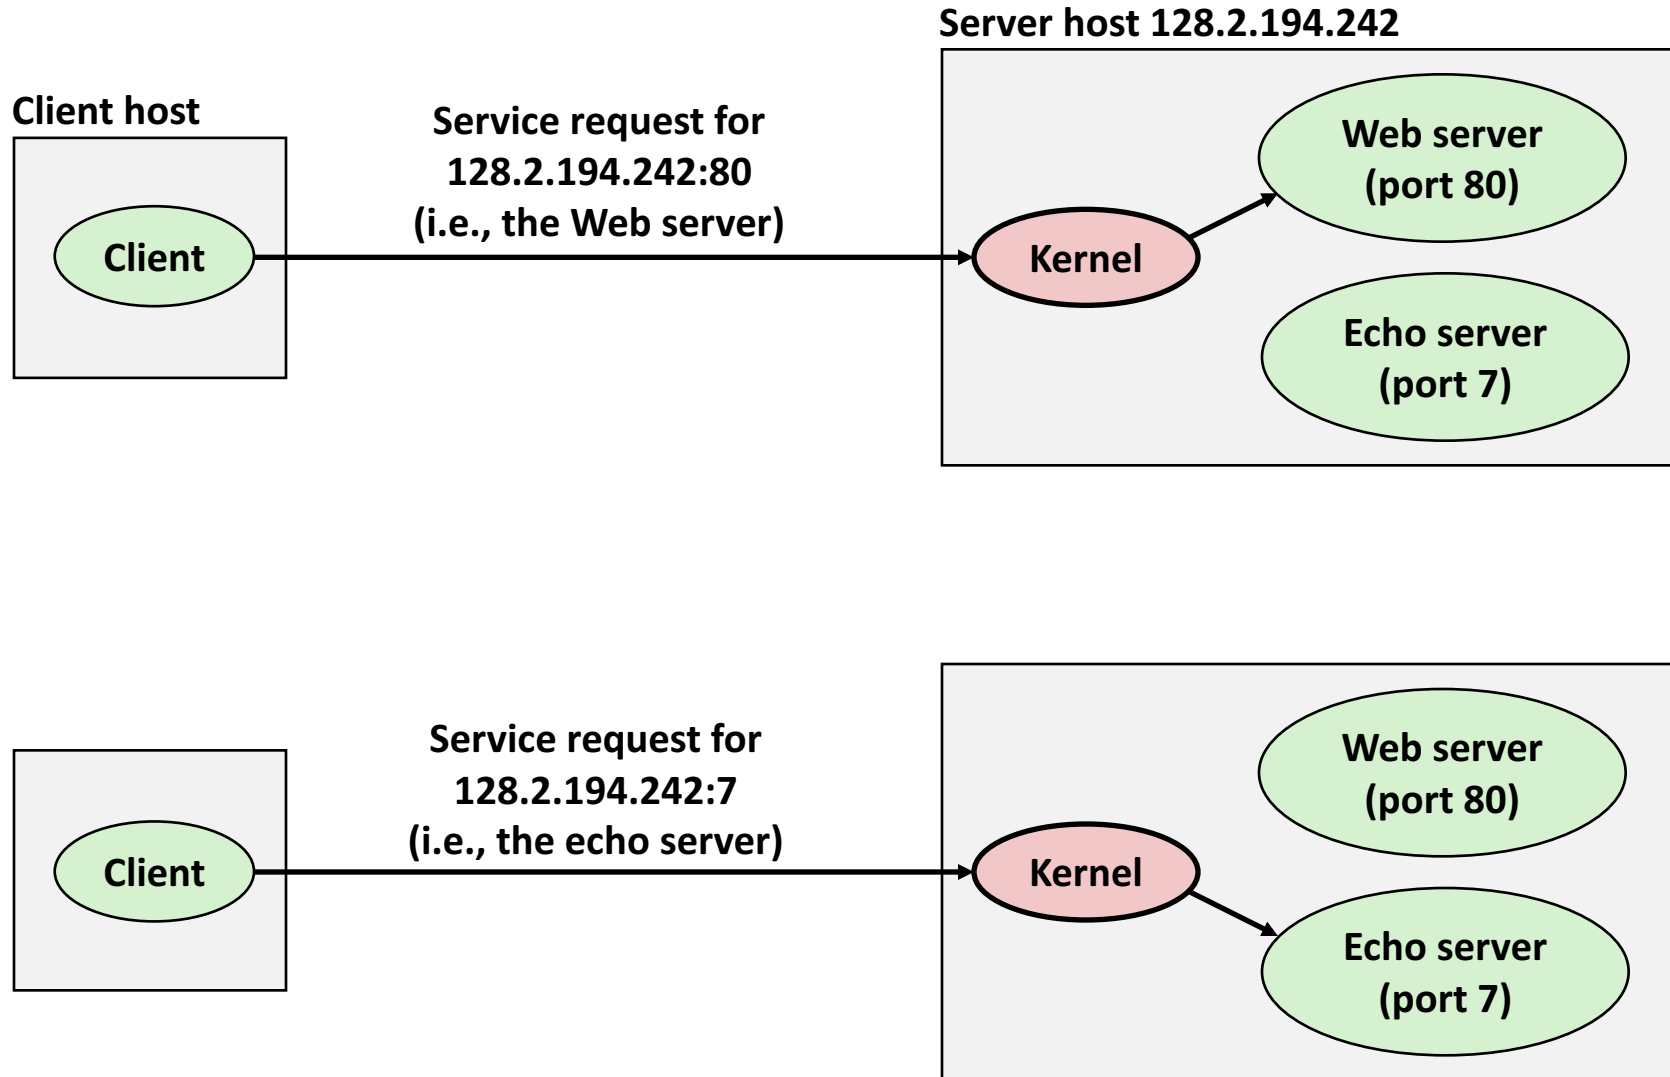 Server host 128.2.194.242
Client host
Service request for
128.2.194.242:80
(i.e., the Web server)
Client
Kernel
Web server
(port 80)
Echo server
(port 7)
Service request for
128.2.194.242:7
(i.e., the echo server)
Client
Kernel
Web server
(port 80)
Echo server
(port 7)